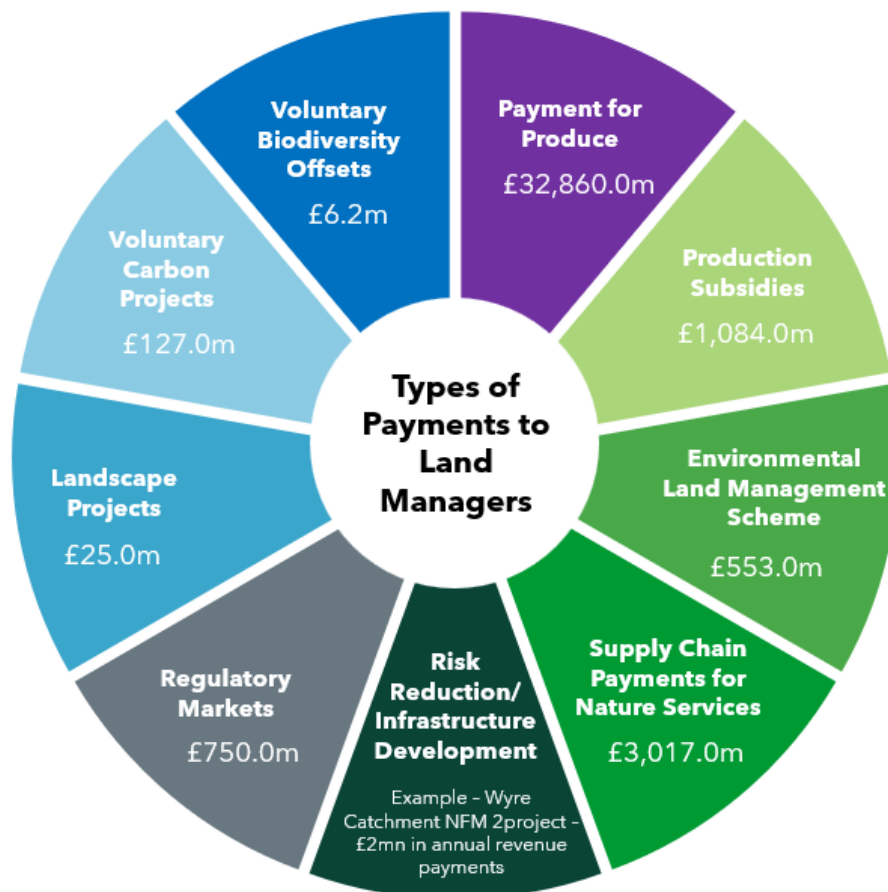 Types of
Payments to
Land
Managers
Payment for
Produce
£32,860.0m
Production
Subsidies
£1,084.0m
Environmental
Land Management
Scheme
£553.0m
Supply Chain
Payments for
Nature Services
£3,017.0m
Risk
Reduction/
Infrastructure
Development
Example – Wyre
Catchment NFM 2project –
£2mn in annual revenue
payments
Regulatory
Markets
£750.0m
Landscape
Projects
£25.0m
Voluntary
Carbon
Projects
£127.0m
Voluntary
Biodiversity
Offsets
£6.2m